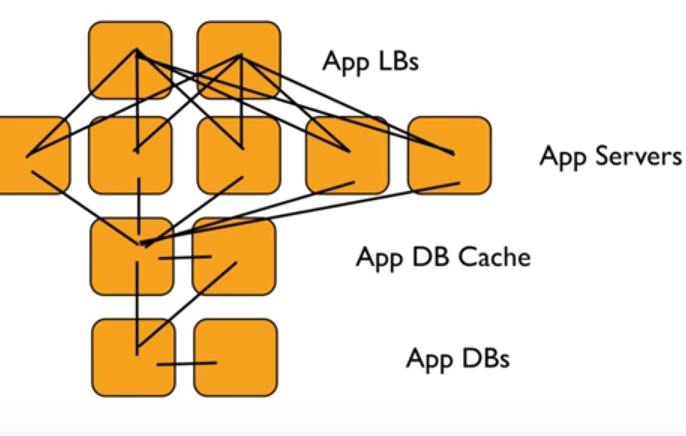 App LBs
App Servers
App DB Cache
App DBs